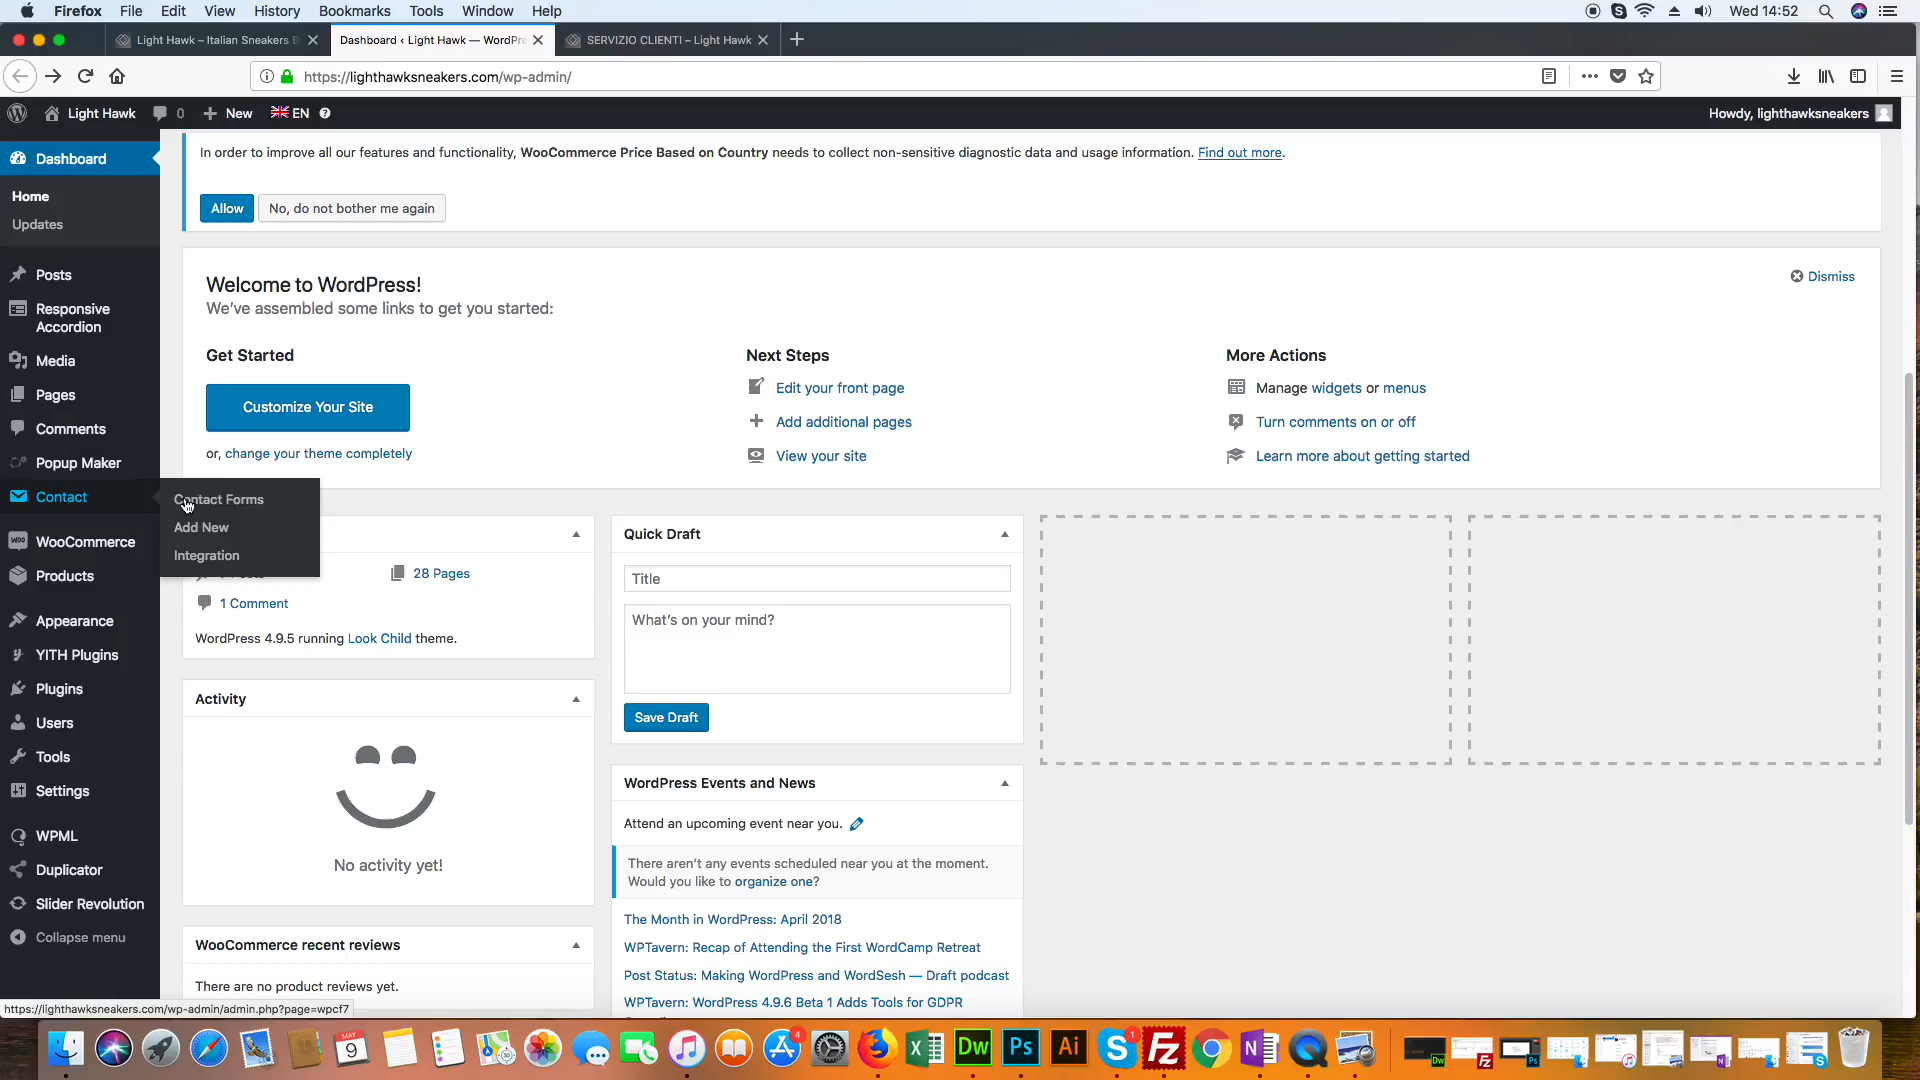 Firefox File Edit View History Bookmarks Tools Window Help
Wed 14:52
Light Hawk – Italian Sneakers B
Dashboard ‹ Light Hawk — WordPre
SERVIZIO CLIENTI – Light Hawk
https://lighthawksneakers.com/wp-admin/
Light Hawk 0 New EN
Howdy, lighthawksneakers
Dashboard
Home
Updates
Posts
Responsive
Accordion
Media
Pages
Comments
Popup Maker
Contact
WooCommerce
Products
Appearance
YITH Plugins
Plugins
Users
Tools
Settings
WPML
Duplicator
Slider Revolution
Collapse menu
Contact Forms
Add New
Integration
In order to improve all our features and functionality, WooCommerce Price Based on Country needs to collect non-sensitive diagnostic data and usage information. Find out more.
Allow
No, do not bother me again
Welcome to WordPress!
We've assembled some links to get you started:
Dismiss
Get Started
Customize Your Site
or, change your theme completely
Next Steps
Edit your front page
Add additional pages
View your site
More Actions
Manage widgets or menus
Turn comments on or off
Learn more about getting started
28 Pages
1 Comment
WordPress 4.9.5 running Look Child theme.
Activity
No activity yet!
WooCommerce recent reviews
There are no product reviews yet.
Quick Draft
Title
What's on your mind?
Save Draft
WordPress Events and News
Attend an upcoming event near you.
There aren't any events scheduled near you at the moment.
Would you like to organize one?
The Month in WordPress: April 2018
WPTavern: Recap of Attending the First WordCamp Retreat
Post Status: Making WordPress and WordSesh — Draft podcast
WPTavern: WordPress 4.9.6 Beta 1 Adds Tools for GDPR
https://lighthawksneakers.com/wp-admin/admin.php?page=wpcf7
MAY
9
4
Dw
Ps
Ai
1